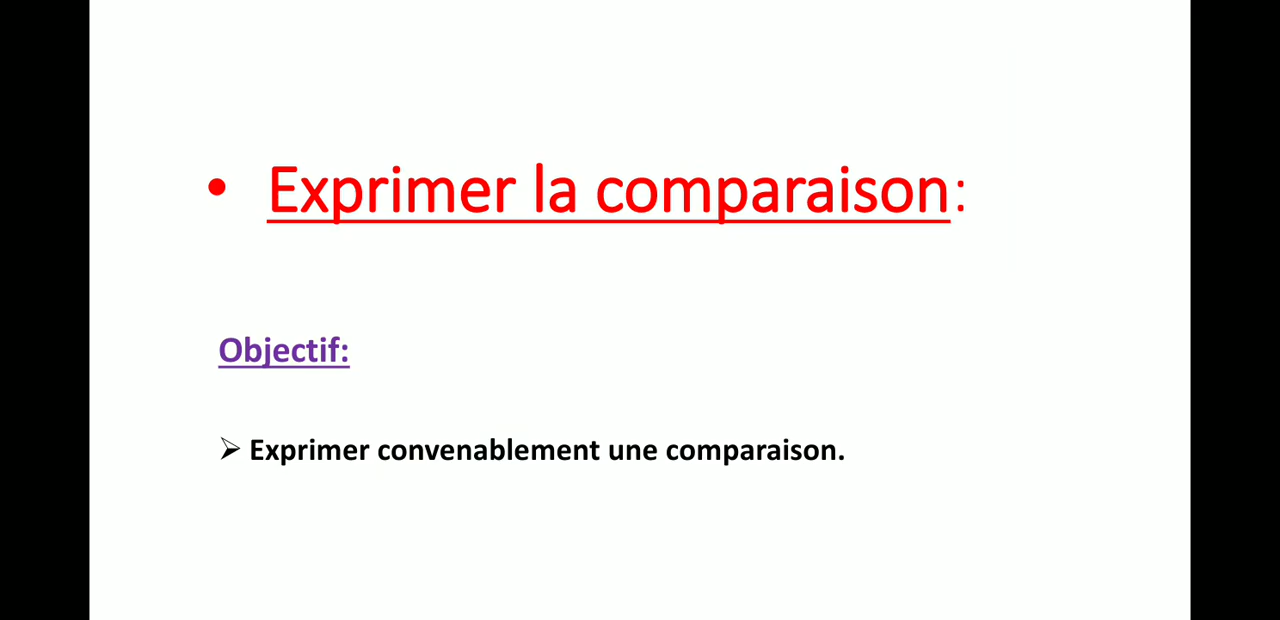 • Exprimer la comparaison:
Objectif:
➢ Exprimer convenablement une comparaison.